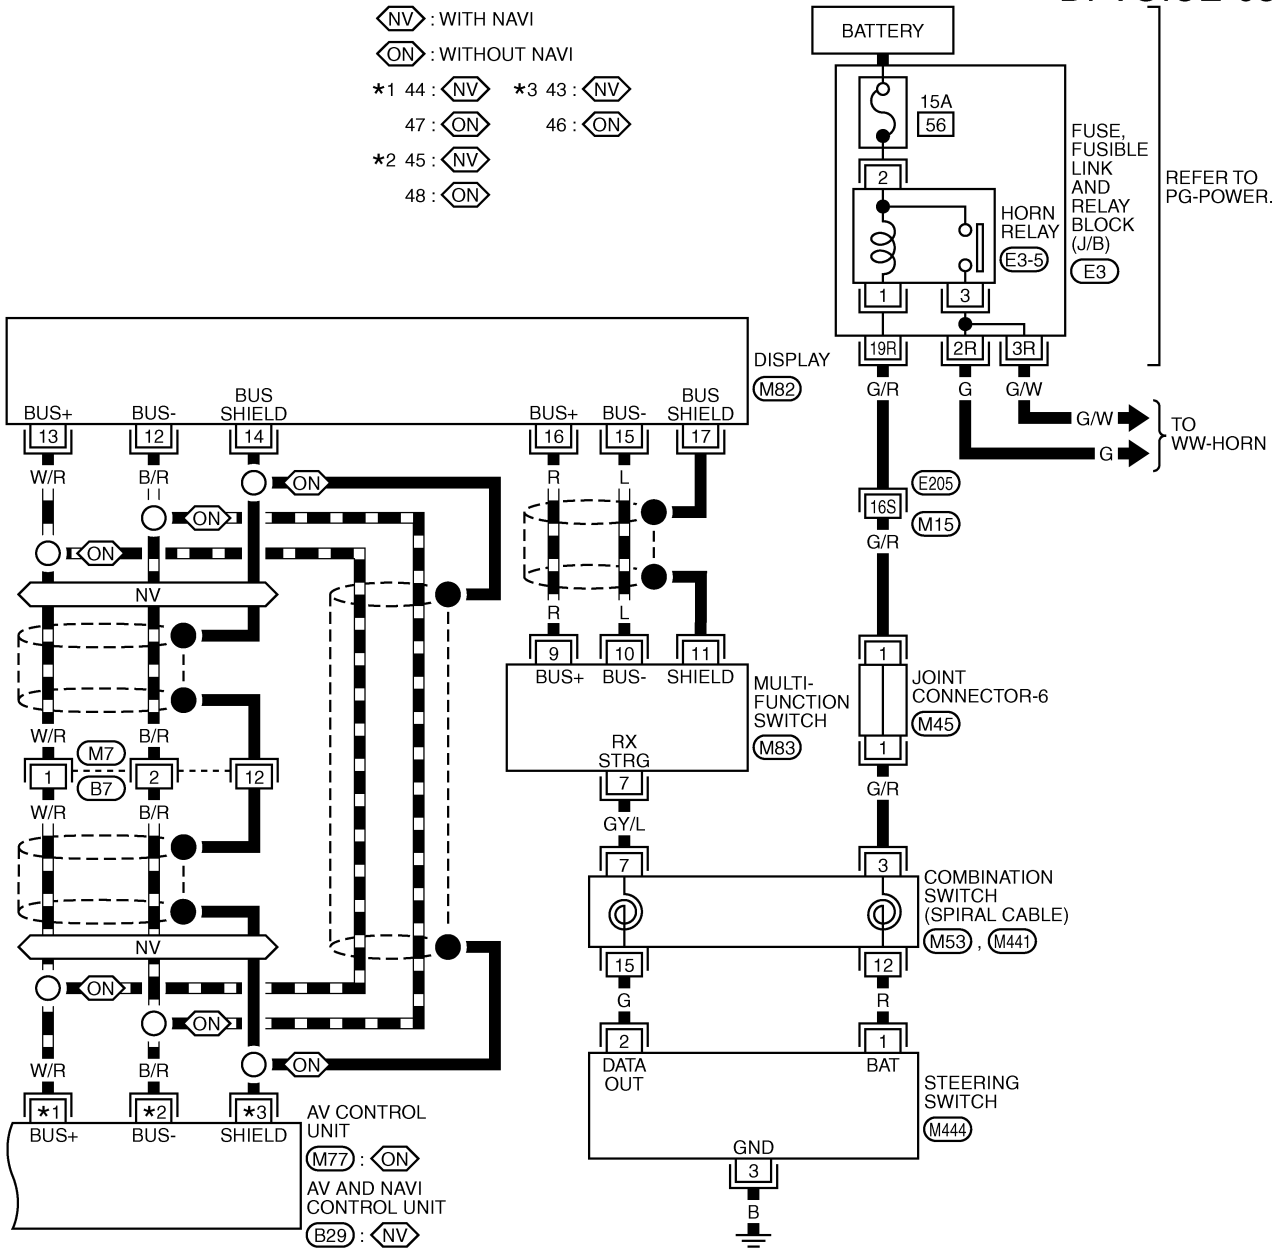 NV : WITH NAVI
ON : WITHOUT NAVI
*1 44 : NV *3 43 : NV
47 : ON 46 : ON
*2 45 : NV
48 : ON
BATTERY
15A
56
2
HORN
RELAY
E3-5
FUSE,
FUSIBLE
LINK
AND
RELAY
BLOCK
(J/B)
E3
REFER TO
PG-POWER.
1 3
19R 2R 3R
G/R G G/W
G/W
G
TO
WW-HORN
E205
16S
M15
G/R
1
JOINT
CONNECTOR-6
M45
1
G/R
DISPLAY
M82
BUS+ BUS- BUS
SHIELD
BUS+ BUS- BUS
SHIELD
13 12 14 16 15 17
W/R B/R R L
ON
ON
ON
NV
R L
9 10 11
BUS+ BUS- SHIELD
MULTI-
FUNCTION
SWITCH
M83
RX
STRG
7
GY/L
W/R B/R
M7
1 2 12
B7
W/R B/R
NV
ON
ON
ON
W/R B/R
*1 *2 *3
BUS+ BUS- SHIELD
AV CONTROL
UNIT
M77 : ON
AV AND NAVI
CONTROL UNIT
B29 : NV
7 3
COMBINATION
SWITCH
(SPIRAL CABLE)
M53 , M441
15 12
G R
2 1
DATA
OUT
BAT
STEERING
SWITCH
M444
GND
3
B